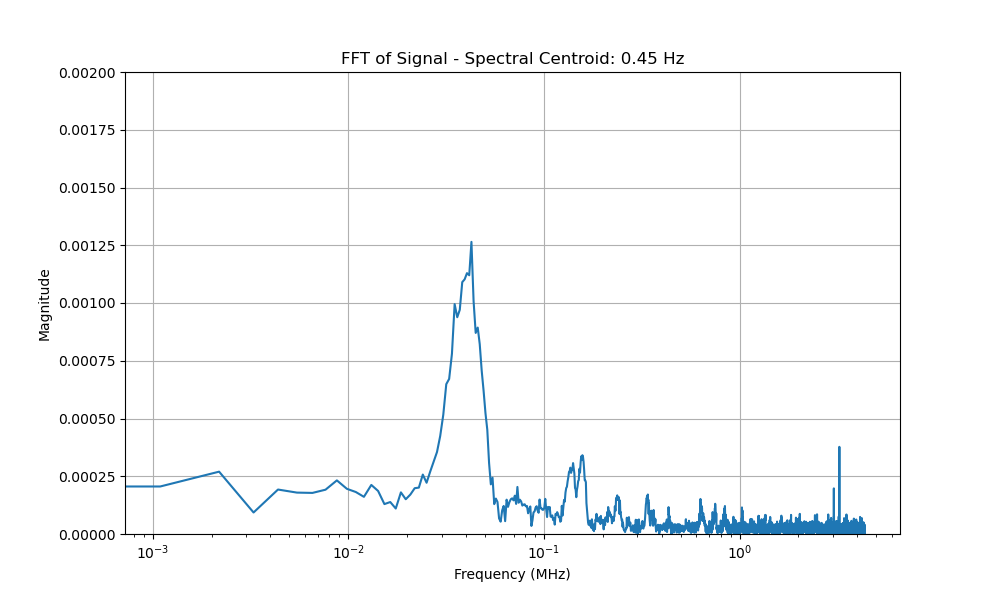 FFT of Signal - Spectral Centroid: 0.45 Hz
0.00200
0.00175
0.00150
0.00125
0.00100
0.00075
0.00050
0.00025
0.00000
Magnitude
10⁻³ 10⁻² 10⁻¹ 10⁰
Frequency (MHz)